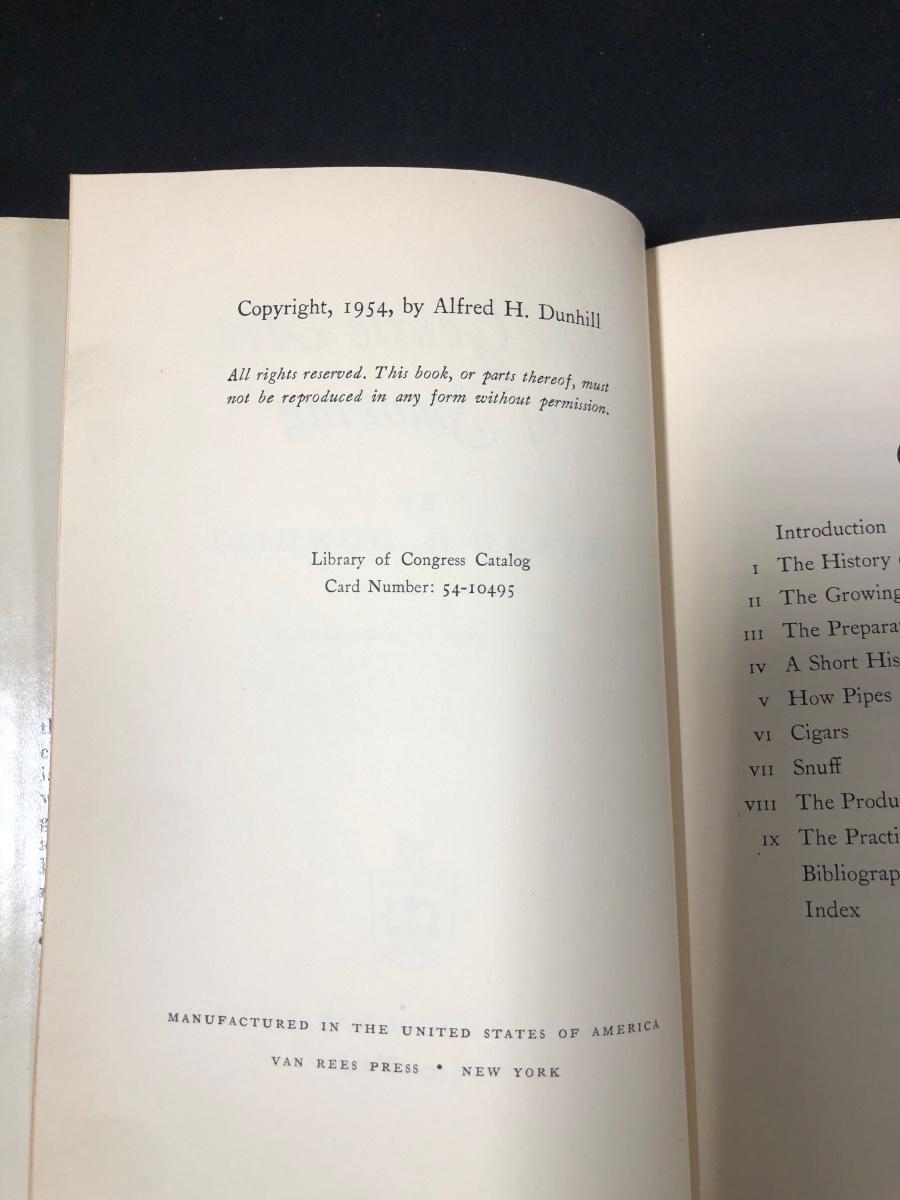 Copyright, 1954, by Alfred H. Dunhill
All rights reserved. This book, or parts thereof, must
not be reproduced in any form without permission.
Library of Congress Catalog
Card Number: 54-10495
MANUFACTURED IN THE UNITED STATES OF AMERICA
VAN REES PRESS • NEW YORK
Introduction
I The History
II The Growing
III The Prepara
IV A Short His
V How Pipes
VI Cigars
VII Snuff
VIII The Produ
IX The Practi
Bibliograp
Index